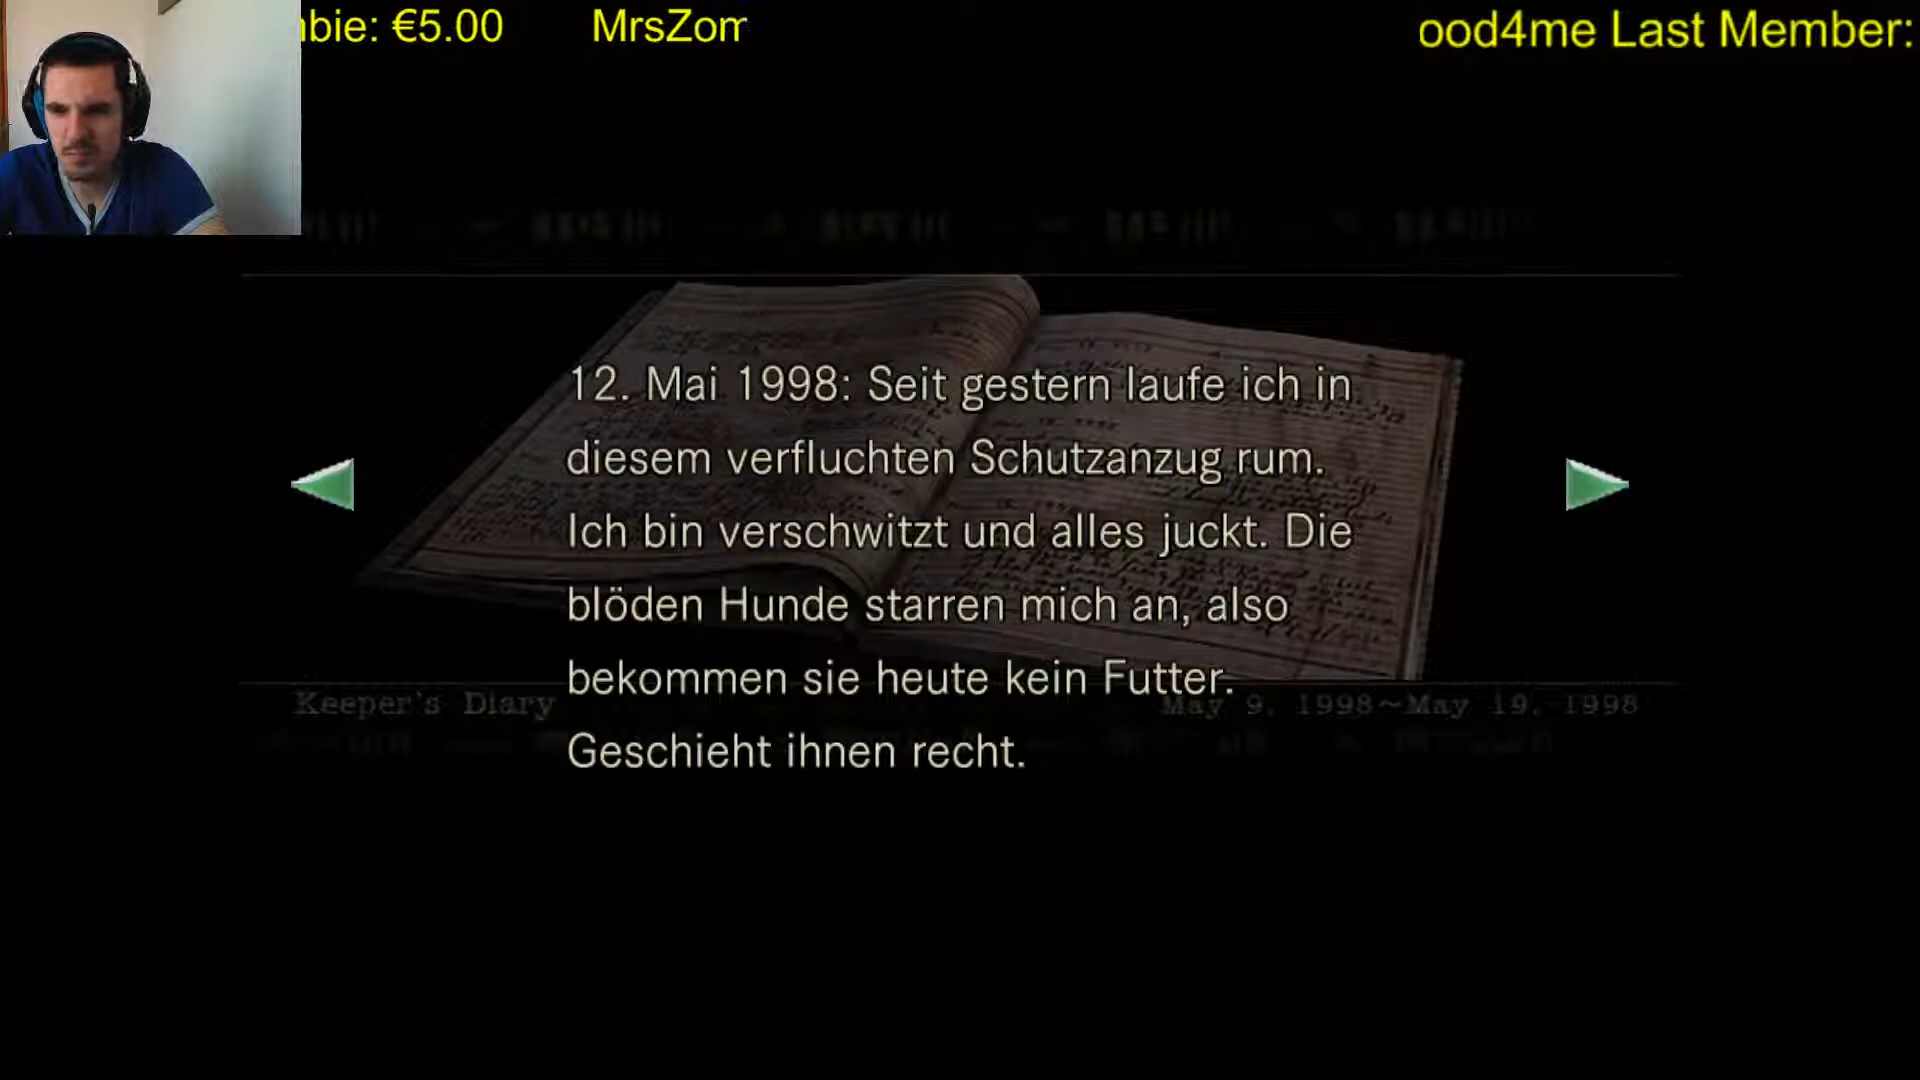 bie: €5.00 MrsZom
ood4me Last Member:
12. Mai 1998: Seit gestern laufe ich in
diesem verfluchten Schutzanzug rum.
Ich bin verschwitzt und alles juckt. Die
blöden Hunde starren mich an, also
bekommen sie heute kein Futter.
Geschieht ihnen recht.
Keeper's Diary
May 9, 1998~May 19, 1998